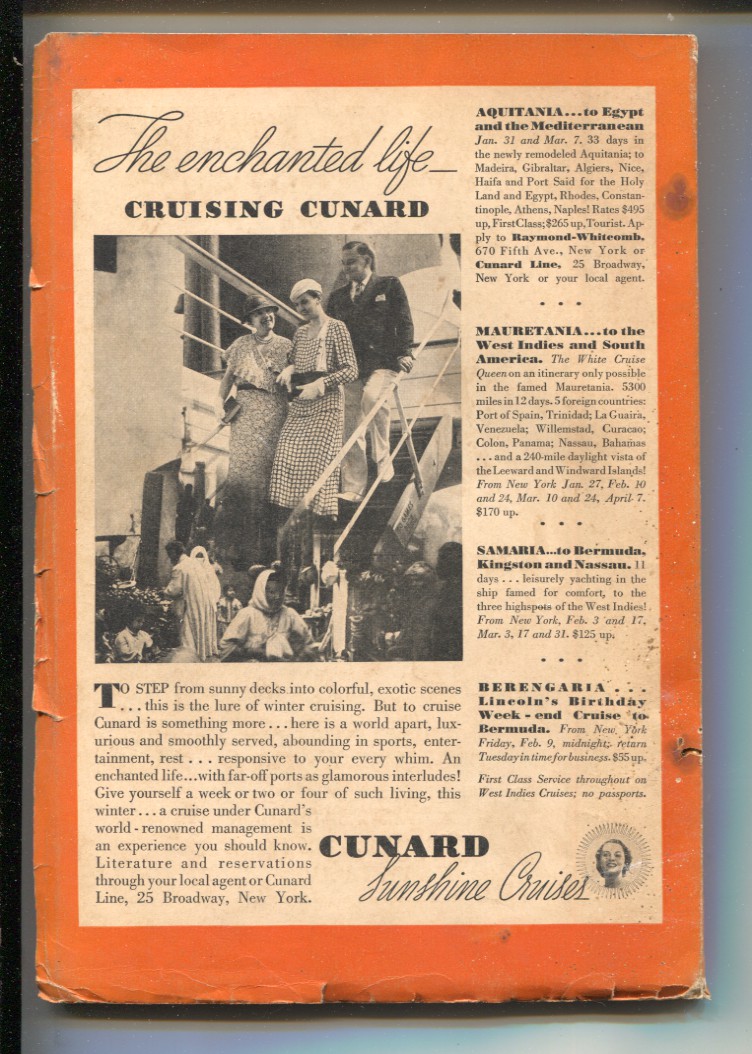 The enchanted life—
CRUISING CUNARD
TO STEP from sunny decks into colorful, exotic scenes
... this is the lure of winter cruising. But to cruise
Cunard is something more...here is a world apart, lux-
urious and smoothly served, abounding in sports, enter-
tainment, rest ... responsive to your every whim. An
enchanted life...with far-off ports as glamorous interludes!
Give yourself a week or two or four of such living, this
winter...a cruise under Cunard's
world-renowned management is
an experience you should know.
Literature and reservations
through your local agent or Cunard
Line, 25 Broadway, New York.
AQUITANIA...to Egypt
and the Mediterranean
Jan. 31 and Mar. 7. 33 days in
the newly remodeled Aquitania; to
Madeira, Gibraltar, Algiers, Nice,
Haifa and Port Said for the Holy
Land and Egypt, Rhodes, Constan-
tinople, Athens, Naples! Rates $495
up, First Class; $265 up, Tourist. Ap-
ply to Raymond-Whitcomb,
670 Fifth Ave., New York or
Cunard Line, 25 Broadway,
New York or your local agent.
MAURETANIA...to the
West Indies and South
America. The White Cruise
Queen on an itinerary only possible
in the famed Mauretania. 5300
miles in 12 days. 5 foreign countries:
Port of Spain, Trinidad; La Guaira,
Venezuela; Willemstad, Curacao;
Colon, Panama; Nassau, Bahamas
...and a 240-mile daylight vista of
the Leeward and Windward Islands!
From New York Jan. 27, Feb. 10
and 24, Mar. 10 and 24, April 7.
$170 up.
SAMARIA...to Bermuda,
Kingston and Nassau. 11
days ... leisurely yachting in the
ship famed for comfort, to the
three highspots of the West Indies!
From New York, Feb. 3 and 17,
Mar. 3, 17 and 31. $125 up.
BERENGARIA ...
Lincoln's Birthday
Week-end Cruise to
Bermuda. From New York
Friday, Feb. 9, midnight; return
Tuesday in time for business. $55 up.
First Class Service throughout on
West Indies Cruises; no passports.
CUNARD
Sunshine Cruises